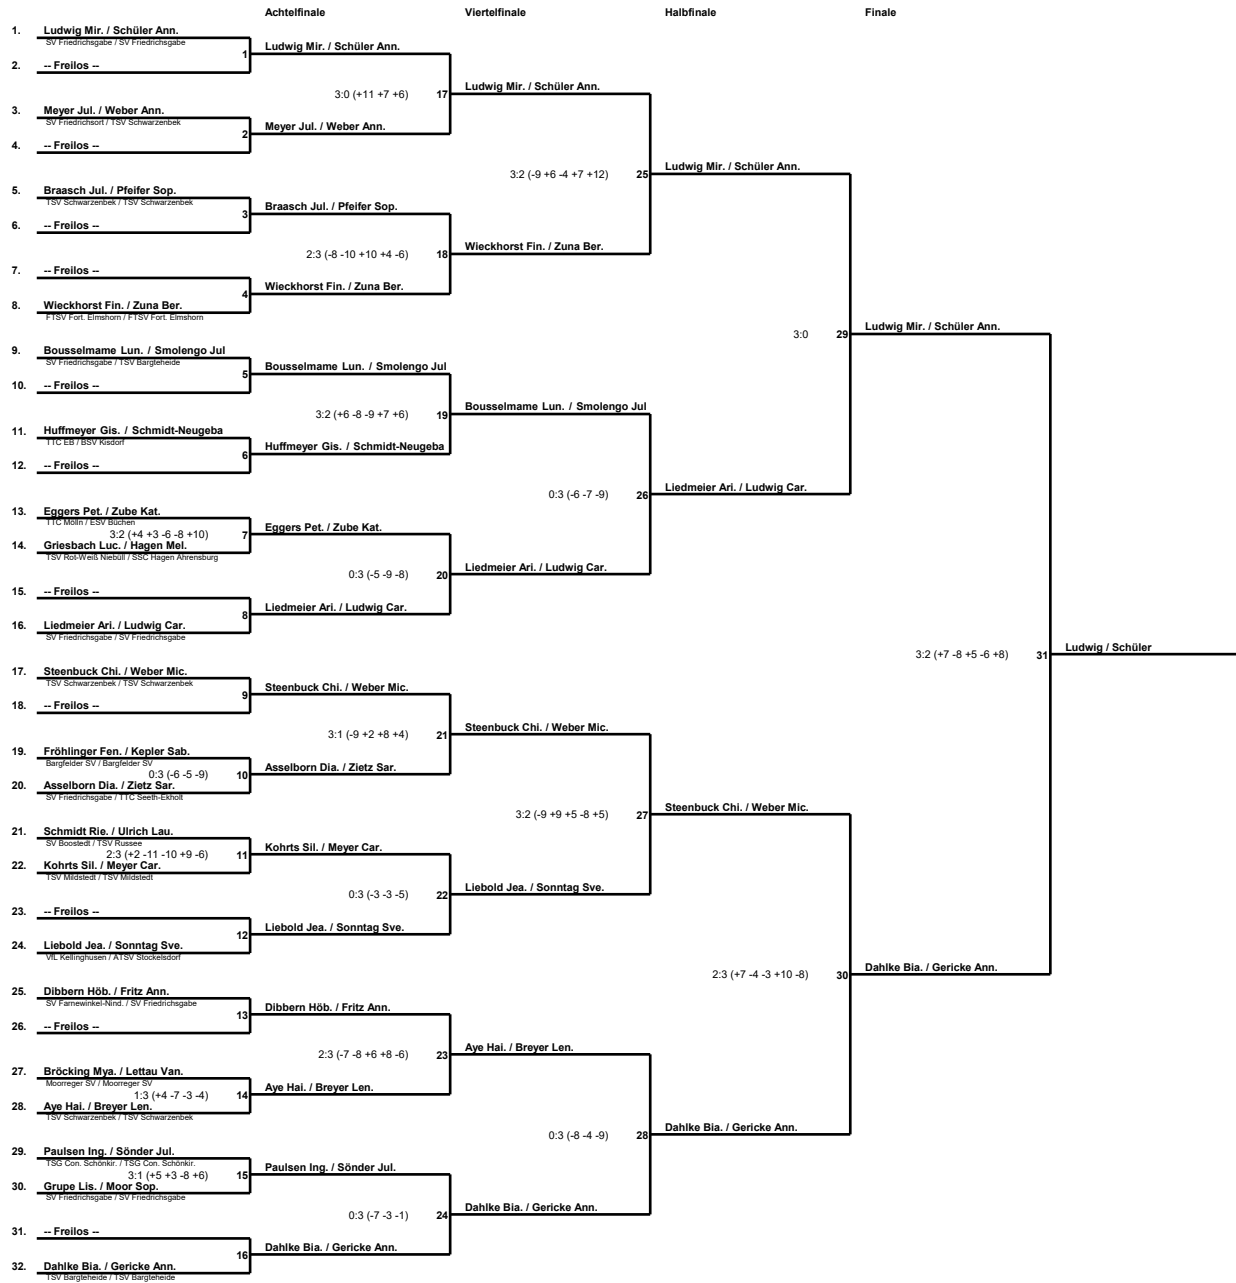 Achtelfinale Viertelfinale Halbfinale Finale
1. Ludwig Mir. / Schüler Ann.
SV Friedrichsgabe / SV Friedrichsgabe
1 Ludwig Mir. / Schüler Ann.
2. -- Freilos --
3:0 (+11 +7 +6) 17 Ludwig Mir. / Schüler Ann.
3. Meyer Jul. / Weber Ann.
SV Friedrichsort / TSV Schwarzenbek
2 Meyer Jul. / Weber Ann.
4. -- Freilos --
3:2 (-9 +6 -4 +7 +12) 25 Ludwig Mir. / Schüler Ann.
5. Braasch Jul. / Pfeifer Sop.
TSV Schwarzenbek / TSV Schwarzenbek
3 Braasch Jul. / Pfeifer Sop.
6. -- Freilos --
2:3 (-8 -10 +10 +4 -6) 18 Wieckhorst Fin. / Zuna Ber.
7. -- Freilos --
4 Wieckhorst Fin. / Zuna Ber.
8. Wieckhorst Fin. / Zuna Ber.
FTSV Fort. Elmshorn / FTSV Fort. Elmshorn
3:0 29 Ludwig Mir. / Schüler Ann.
9. Bousselmame Lun. / Smolengo Jul
SV Friedrichsgabe / TSV Bargteheide
5 Bousselmame Lun. / Smolengo Jul
10. -- Freilos --
3:2 (+6 -8 -9 +7 +6) 19 Bousselmame Lun. / Smolengo Jul
11. Huffmeyer Gis. / Schmidt-Neugeba
TTC EB / BSV Kisdorf
6 Huffmeyer Gis. / Schmidt-Neugeba
12. -- Freilos --
0:3 (-6 -7 -9) 26 Liedmeier Ari. / Ludwig Car.
13. Eggers Pet. / Zube Kat.
TTC Mölln / ESV Büchen
3:2 (+4 +3 -6 -8 +10) 7 Eggers Pet. / Zube Kat.
14. Griesbach Luc. / Hagen Mel.
TSV Rot-Weiß Niebüll / SSC Hagen Ahrensburg
0:3 (-5 -9 -8) 20 Liedmeier Ari. / Ludwig Car.
15. -- Freilos --
8 Liedmeier Ari. / Ludwig Car.
16. Liedmeier Ari. / Ludwig Car.
SV Friedrichsgabe / SV Friedrichsgabe
3:2 (+7 -8 +5 -6 +8) 31 Ludwig / Schüler
17. Steenbuck Chi. / Weber Mic.
TSV Schwarzenbek / TSV Schwarzenbek
9 Steenbuck Chi. / Weber Mic.
18. -- Freilos --
3:1 (-9 +2 +8 +4) 21 Steenbuck Chi. / Weber Mic.
19. Fröhlinger Fen. / Kepler Sab.
Bargfelder SV / Bargfelder SV
0:3 (-6 -5 -9) 10 Asselborn Dia. / Zietz Sar.
20. Asselborn Dia. / Zietz Sar.
SV Friedrichsgabe / TTC Seeth-Ekholt
3:2 (-9 +9 +5 -8 +5) 27 Steenbuck Chi. / Weber Mic.
21. Schmidt Rie. / Ulrich Lau.
SV Boostedt / TSV Russee
2:3 (+2 -11 -10 +9 -6) 11 Kohrts Sil. / Meyer Car.
22. Kohrts Sil. / Meyer Car.
TSV Mildstedt / TSV Mildstedt
0:3 (-3 -3 -5) 22 Liebold Jea. / Sonntag Sve.
23. -- Freilos --
12 Liebold Jea. / Sonntag Sve.
24. Liebold Jea. / Sonntag Sve.
VfL Kellinghusen / ATSV Stockelsdorf
2:3 (+7 -4 -3 +10 -8) 30 Dahlke Bia. / Gericke Ann.
25. Dibbern Höb. / Fritz Ann.
SV Farnewinkel-Nind. / SV Friedrichsgabe
13 Dibbern Höb. / Fritz Ann.
26. -- Freilos --
2:3 (-7 -8 +6 +8 -6) 23 Aye Hai. / Breyer Len.
27. Bröcking Mya. / Lettau Van.
Moorreger SV / Moorreger SV
1:3 (+4 -7 -3 -4) 14 Aye Hai. / Breyer Len.
28. Aye Hai. / Breyer Len.
TSV Schwarzenbek / TSV Schwarzenbek
0:3 (-8 -4 -9) 28 Dahlke Bia. / Gericke Ann.
29. Paulsen Ing. / Sönder Jul.
TSG Con. Schönkir. / TSG Con. Schönkir.
3:1 (+5 +3 -8 +6) 15 Paulsen Ing. / Sönder Jul.
30. Grupe Lis. / Moor Sop.
SV Friedrichsgabe / SV Friedrichsgabe
0:3 (-7 -3 -1) 24 Dahlke Bia. / Gericke Ann.
31. -- Freilos --
16 Dahlke Bia. / Gericke Ann.
32. Dahlke Bia. / Gericke Ann.
TSV Bargteheide / TSV Bargteheide